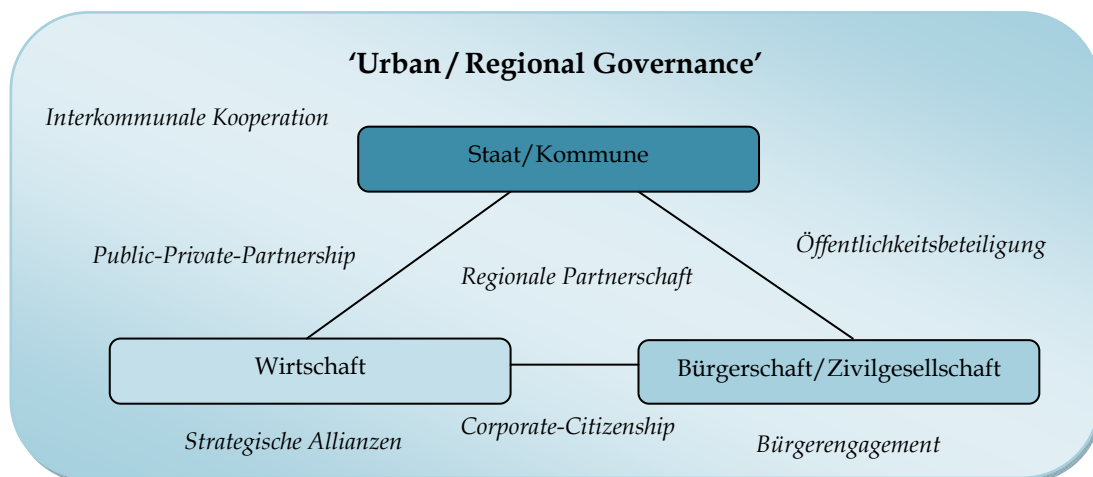 ‘Urban / Regional Governance’
Interkommunale Kooperation
Staat/Kommune
Public-Private-Partnership
Öffentlichkeitsbeteiligung
Regionale Partnerschaft
Wirtschaft
Bürgerschaft/Zivilgesellschaft
Strategische Allianzen
Corporate-Citizenship
Bürgerengagement